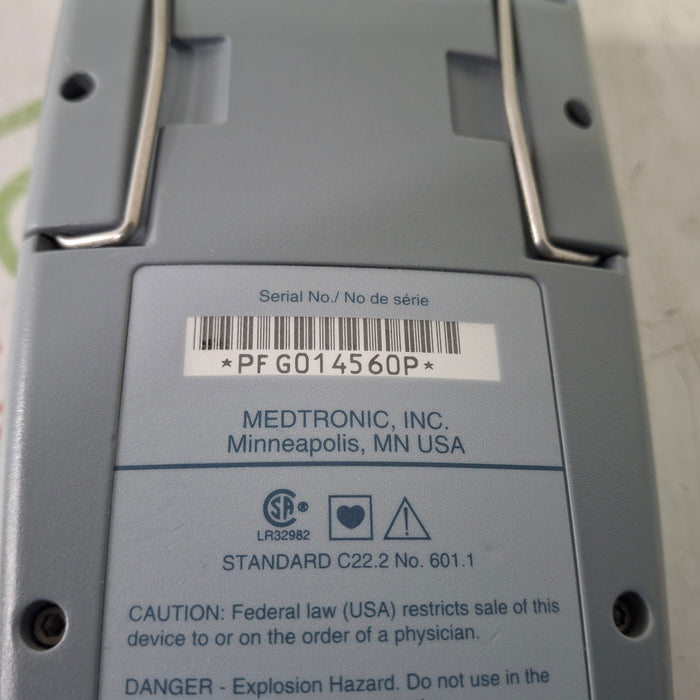 Serial No./ No de série
*PFG014560P*
MEDTRONIC, INC.
Minneapolis, MN USA
SA ®
LR32982
STANDARD C22.2 No. 601.1
CAUTION: Federal law (USA) restricts sale of this
device to or on the order of a physician.
DANGER - Explosion Hazard. Do not use in the